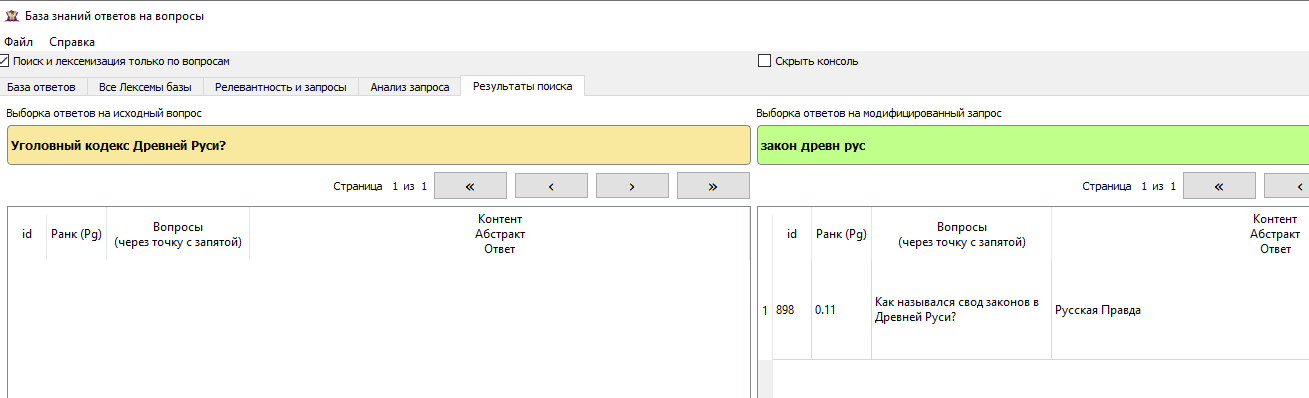 База знаний ответов на вопросы
Файл Справка
Поиск и лексемизация только по вопросам
Скрыть консоль
База ответов Все Лексемы базы Релевантность и запросы Анализ запроса Результаты поиска
Выборка ответов на исходный вопрос
Уголовный кодекс Древней Руси?
Страница 1 из 1 « ‹ › »
id Ранк (Pg) Вопросы
(через точку с запятой)
Контент
Абстракт
Ответ
Выборка ответов на модифицированный запрос
закон древн рус
Страница 1 из 1 « ‹
id Ранк (Pg) Вопросы
(через точку с запятой)
Контент
Абстракт
Ответ
1 898 0.11 Как назывался свод законов в
Древней Руси?
Русская Правда